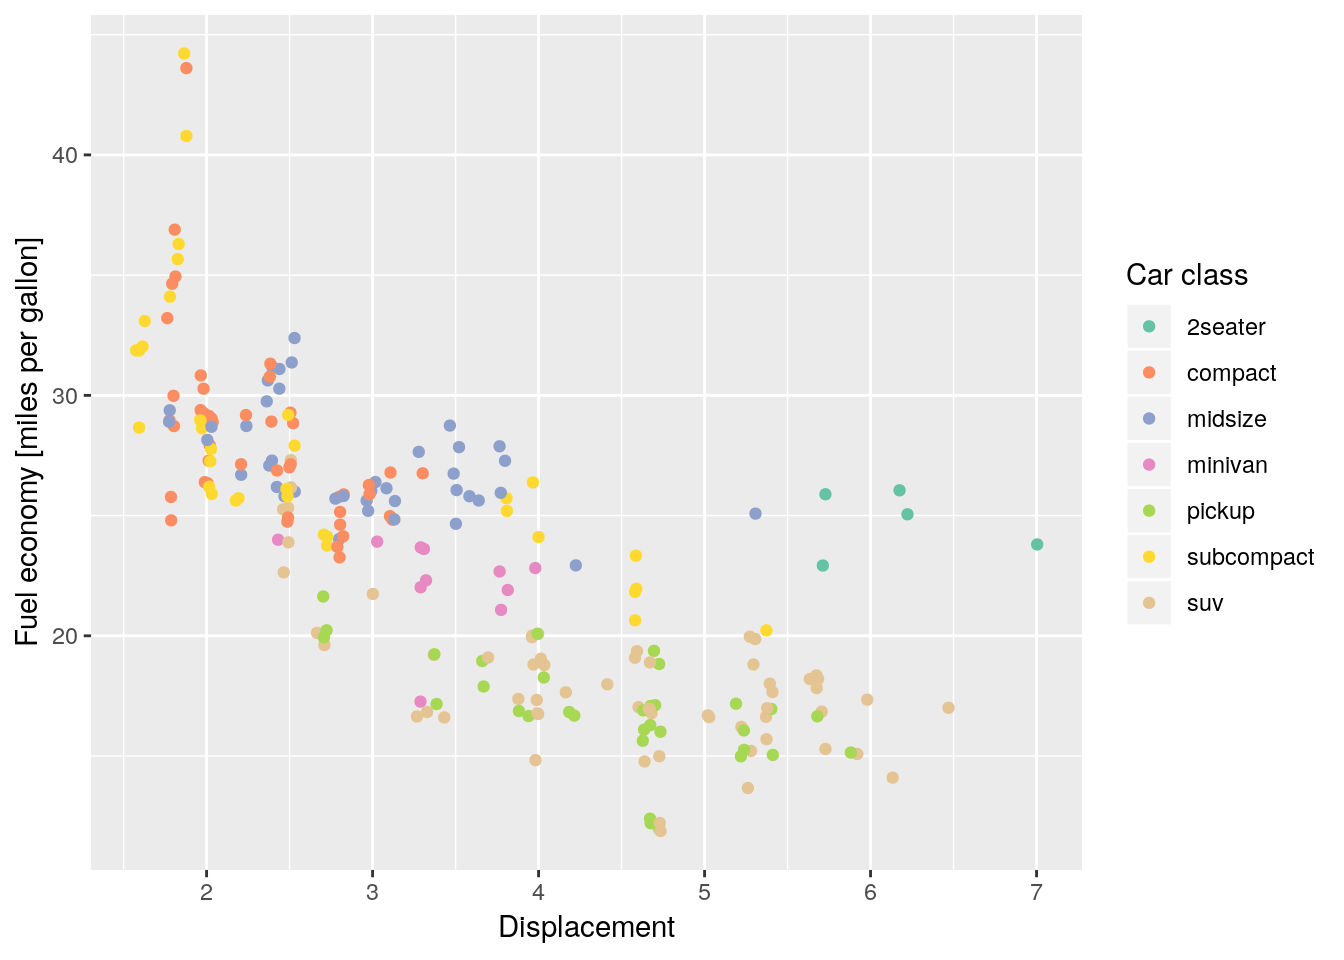 Fuel economy [miles per gallon]
40
30
20
2 3 4 5 6 7
Displacement
Car class
2seater
compact
midsize
minivan
pickup
subcompact
suv